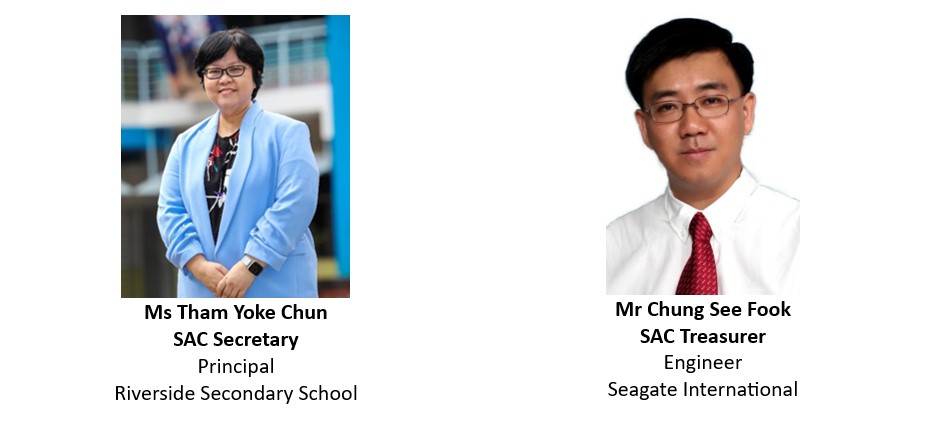 Ms Tham Yoke Chun
SAC Secretary
Principal
Riverside Secondary School
Mr Chung See Fook
SAC Treasurer
Engineer
Seagate International